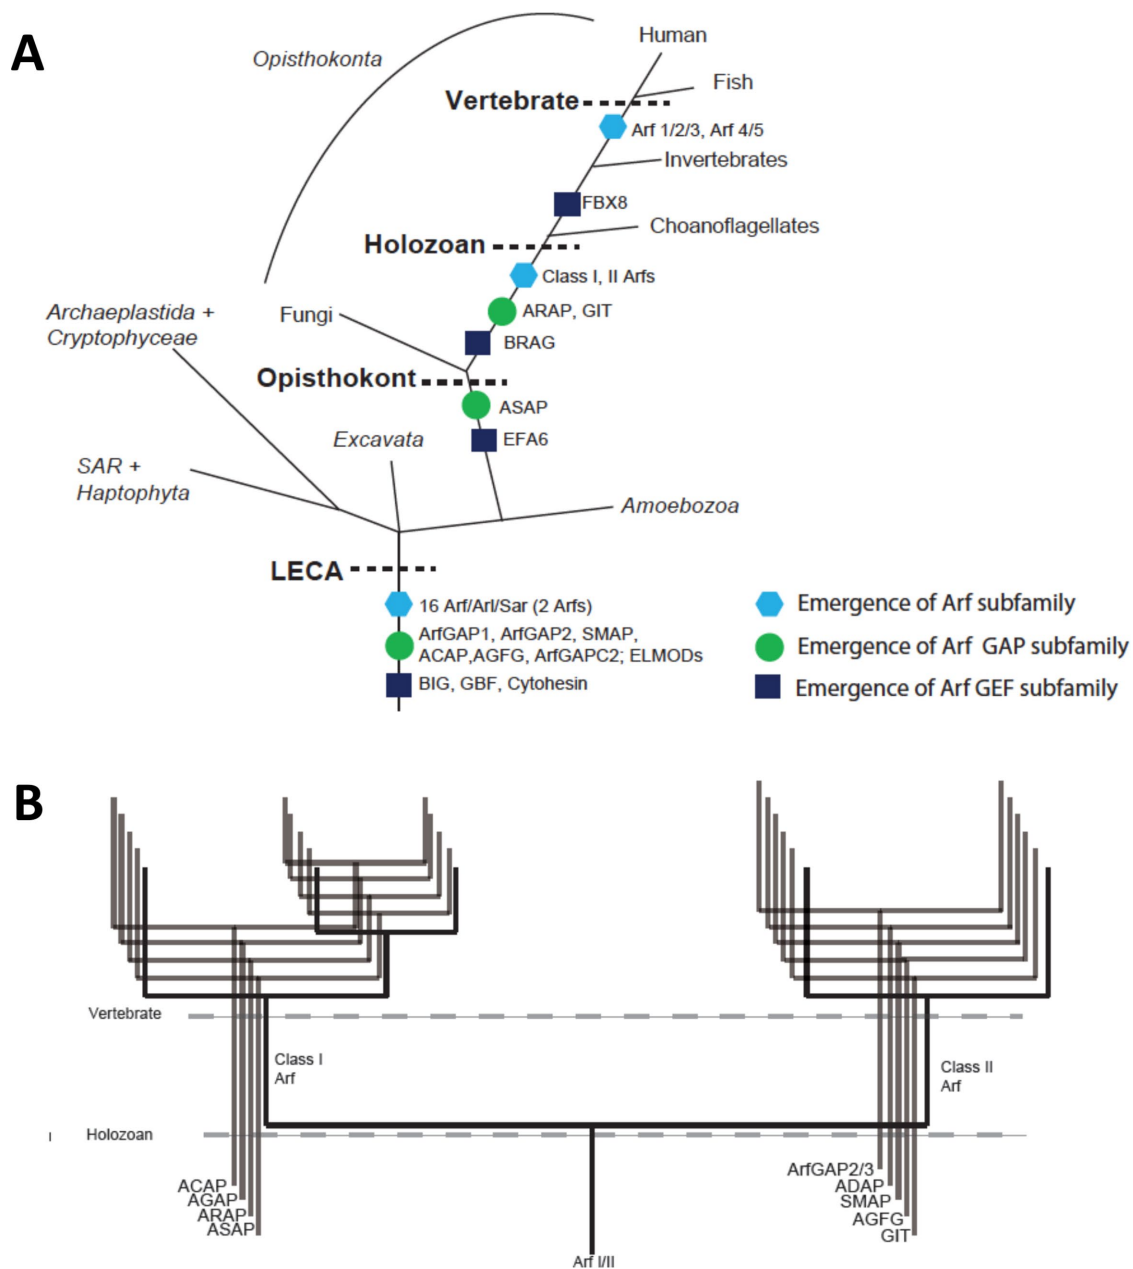 A
Opisthokonta
Human
Fish
Vertebrate
Arf 1/2/3, Arf 4/5
Invertebrates
FBX8
Choanoflagellates
Holozoan
Class I, II Arfs
Archaeplastida +
Cryptophyceae
Fungi
ARAP, GIT
BRAG
Opisthokont
ASAP
Excavata
EFA6
SAR +
Haptophyta
Amoebozoa
LECA
16 Arf/Arl/Sar (2 Arfs)
ArfGAP1, ArfGAP2, SMAP,
ACAP,AGFG, ArfGAPC2; ELMODs
BIG, GBF, Cytohesin
Emergence of Arf subfamily
Emergence of Arf GAP subfamily
Emergence of Arf GEF subfamily
B
Vertebrate
Class I
Arf
Class II
Arf
I
Holozoan
ACAP
AGAP
ARAP
ASAP
ArfGAP2/3
ADAP
SMAP
AGFG
GIT
Arf I/II